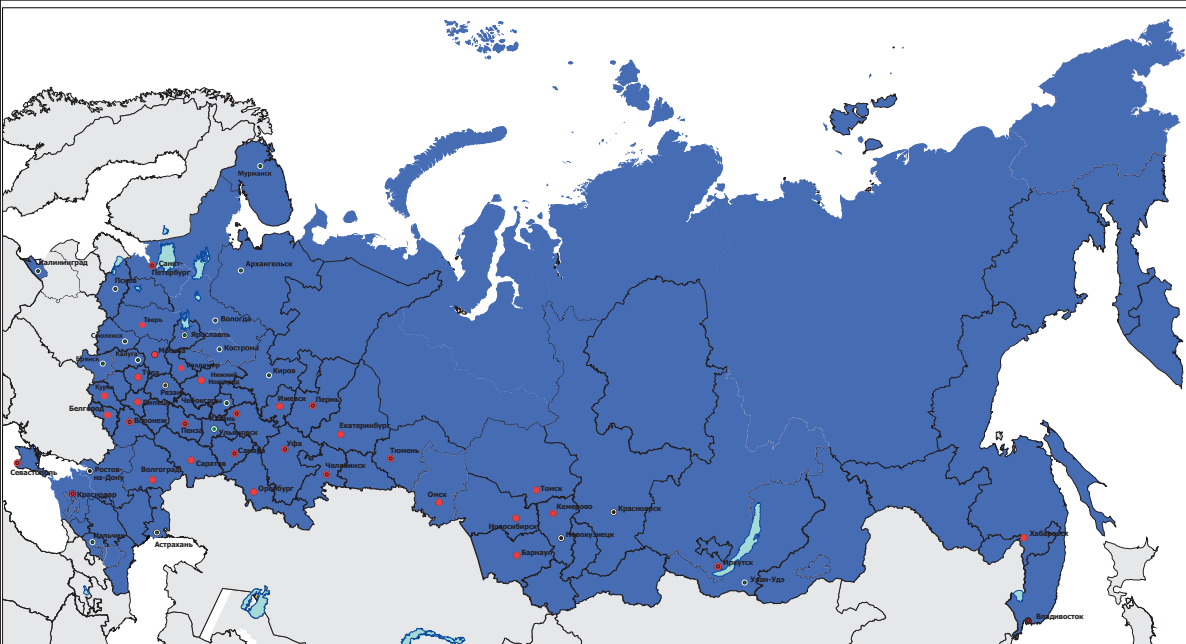 Мурманск
Калининград
Санкт-
Петербург
Архангельск
Псков
Тверь
Вологда
Смоленск
Ярославль
Москва
Кострома
Брянск
Калуга
Владимир
Тула
Нижний
Новгород
Киров
Рязань
Курск
Липецк
Чебоксары
Ижевск
Пермь
Белгород
Казань
Воронеж
Пенза
Ульяновск
Екатеринбург
Уфа
Самара
Тюмень
Севастополь
Ростов-
на-Дону
Волгоград
Саратов
Челябинск
Краснодар
Оренбург
Омск
Томск
Кемерово
Красноярск
Новосибирск
Новокузнецк
Нальчик
Астрахань
Барнаул
Иркутск
Улан-Удэ
Хабаровск
Владивосток